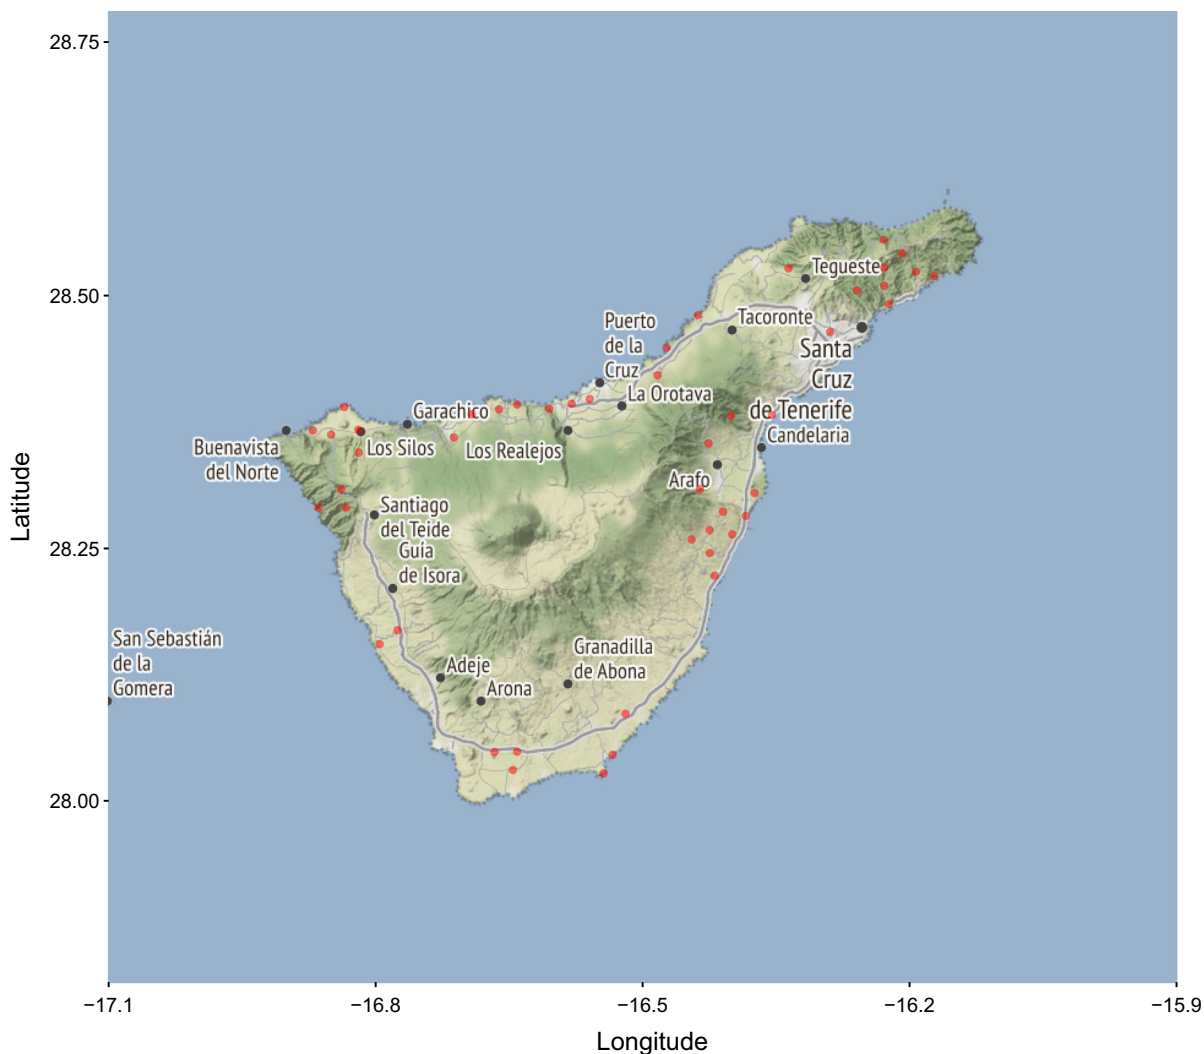 28.75
28.50
28.25
28.00
Latitude
Tegueste
Tacoronte
Puerto
de la
Cruz
Santa
Cruz
de Tenerife
La Orotava
Garachico
Candelaria
Buenavista
del Norte
Los Silos
Los Realejos
Arafo
Santiago
del Teide
Guía
de Isora
San Sebastián
de la
Gomera
Granadilla
de Abona
Adeje
Arona
−17.1
−16.8
−16.5
−16.2
−15.9
Longitude